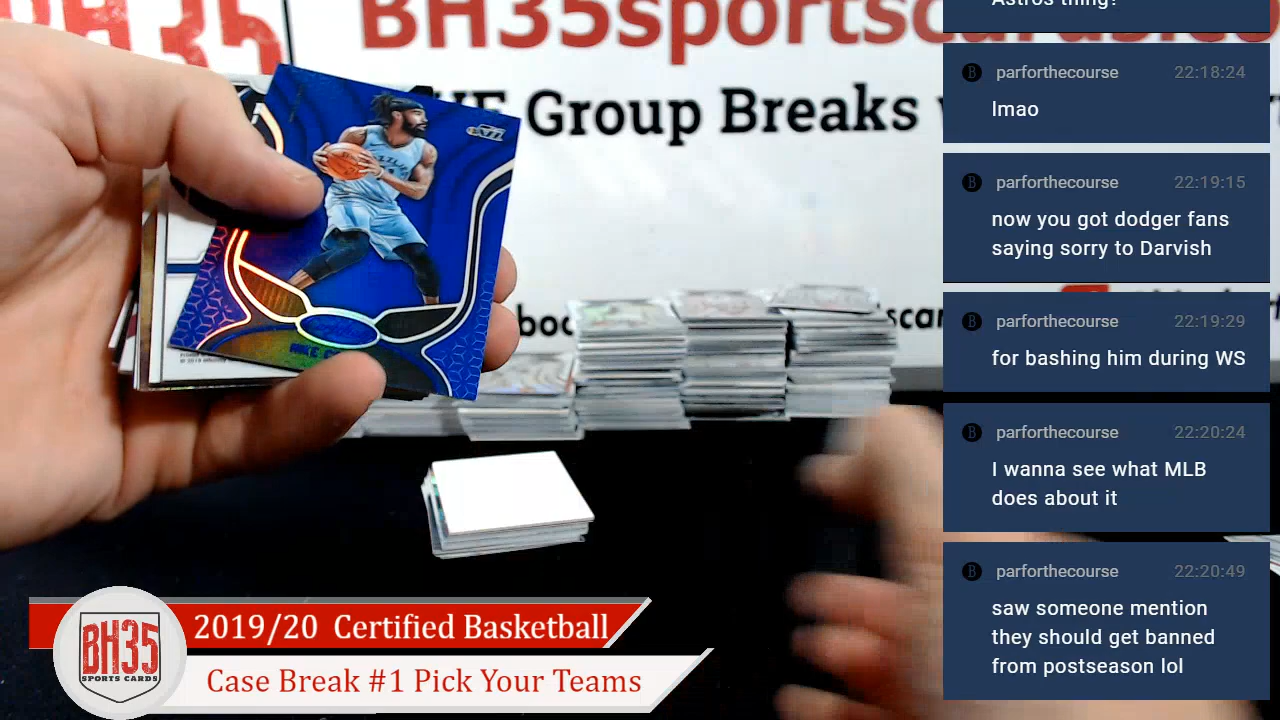 BH35sportscards
Group Breaks
MIKE
Astros thing?
parforthecourse 22:18:24
lmao
parforthecourse 22:19:15
now you got dodger fans
saying sorry to Darvish
parforthecourse 22:19:29
for bashing him during WS
parforthecourse 22:20:24
I wanna see what MLB
does about it
parforthecourse 22:20:49
saw someone mention
they should get banned
from postseason lol
BH35
SPORTS CARDS
2019/20 Certified Basketball
Case Break #1 Pick Your Teams